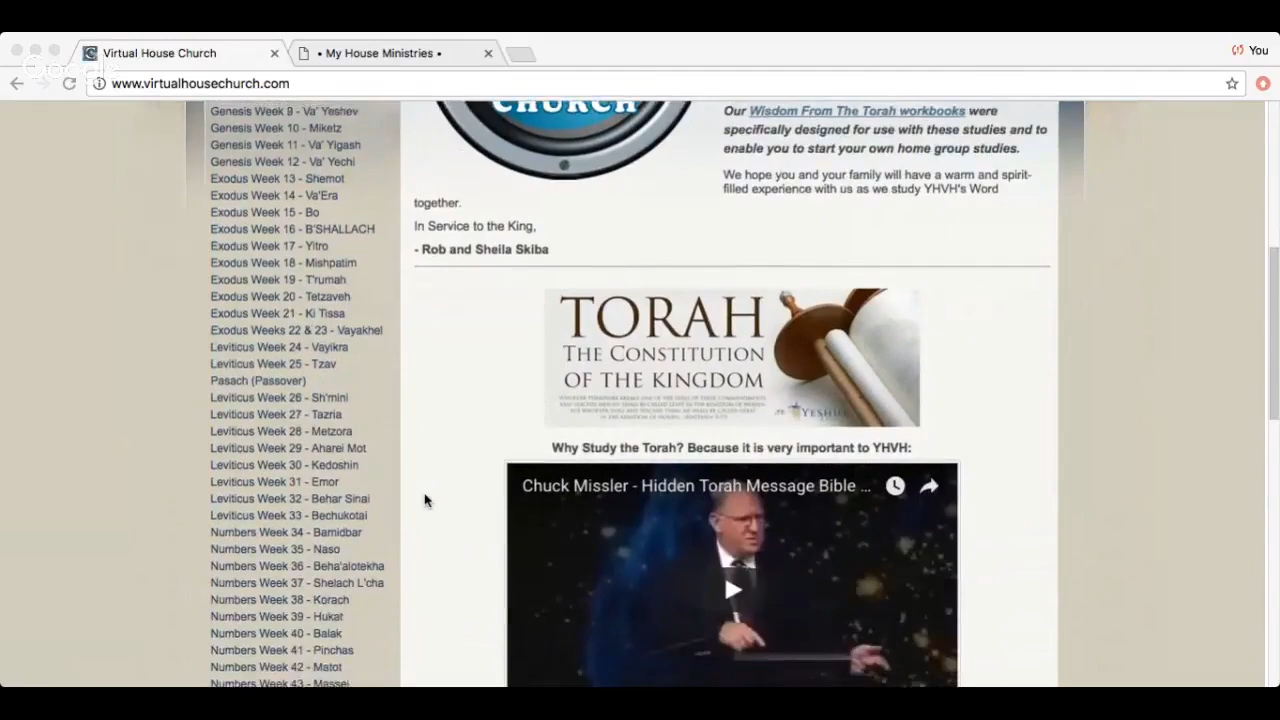 Virtual House Church
• My House Ministries •
You
Google
www.virtualhousechurch.com
Genesis Week 9 - Va' Yeshev
Genesis Week 10 - Miketz
Genesis Week 11 - Va' Yigash
Genesis Week 12 - Va' Yechi
Exodus Week 13 - Shemot
Exodus Week 14 - Va'Era
Exodus Week 15 - Bo
Exodus Week 16 - B'SHALLACH
Exodus Week 17 - Yitro
Exodus Week 18 - Mishpatim
Exodus Week 19 - T'rumah
Exodus Week 20 - Tetzaveh
Exodus Week 21 - Ki Tissa
Exodus Weeks 22 & 23 - Vayakhel
Leviticus Week 24 - Vayikra
Leviticus Week 25 - Tzav
Pasach (Passover)
Leviticus Week 26 - Sh'mini
Leviticus Week 27 - Tazria
Leviticus Week 28 - Metzora
Leviticus Week 29 - Aharei Mot
Leviticus Week 30 - Kedoshin
Leviticus Week 31 - Emor
Leviticus Week 32 - Behar Sinai
Leviticus Week 33 - Bechukotai
Numbers Week 34 - Bamidbar
Numbers Week 35 - Naso
Numbers Week 36 - Beha'alotekha
Numbers Week 37 - Shelach L'cha
Numbers Week 38 - Korach
Numbers Week 39 - Hukat
Numbers Week 40 - Balak
Numbers Week 41 - Pinchas
Numbers Week 42 - Matot
Numbers Week 43 - Massei
CHURCH
Our Wisdom From The Torah workbooks were
specifically designed for use with these studies and to
enable you to start your own home group studies.
We hope you and your family will have a warm and spirit-
filled experience with us as we study YHVH's Word
together.
In Service to the King,
- Rob and Sheila Skiba
TORAH
THE CONSTITUTION
OF THE KINGDOM
Why Study the Torah? Because it is very important to YHVH:
Chuck Missler - Hidden Torah Message Bible ...